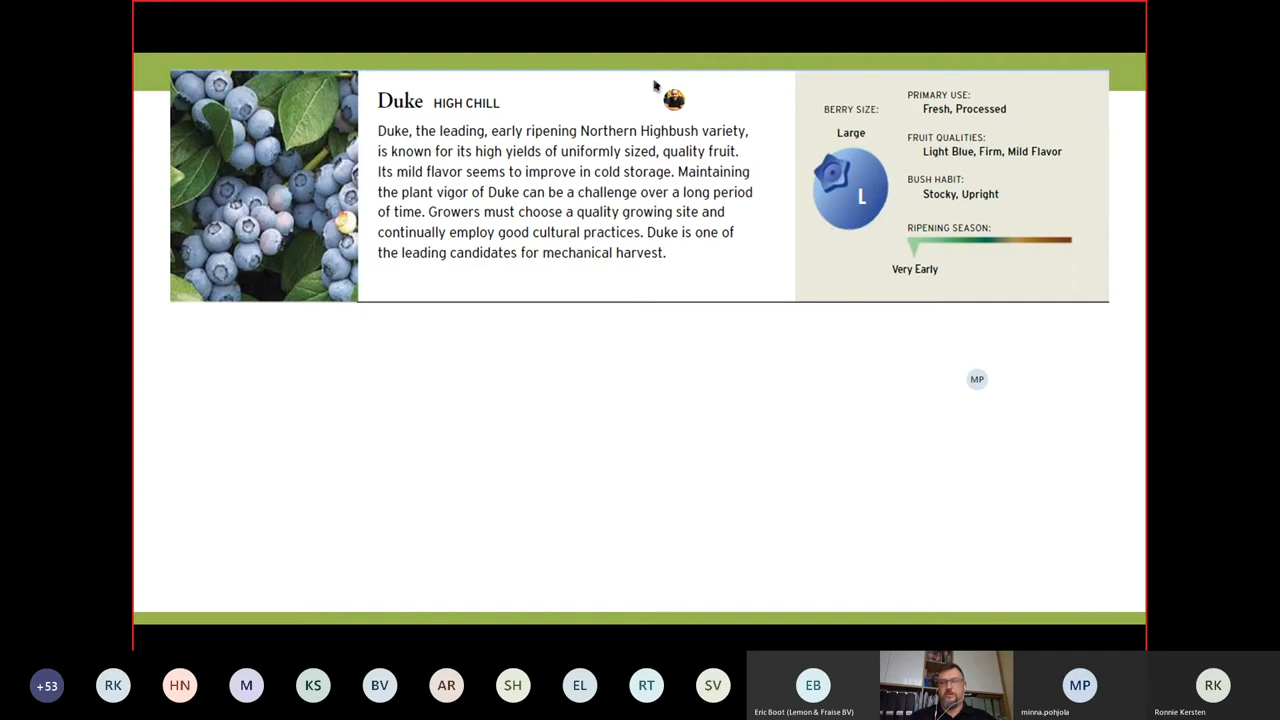 Duke HIGH CHILL
Duke, the leading, early ripening Northern Highbush variety,
is known for its high yields of uniformly sized, quality fruit.
Its mild flavor seems to improve in cold storage. Maintaining
the plant vigor of Duke can be a challenge over a long period
of time. Growers must choose a quality growing site and
continually employ good cultural practices. Duke is one of
the leading candidates for mechanical harvest.
BERRY SIZE:
Large
L
PRIMARY USE:
Fresh, Processed
FRUIT QUALITIES:
Light Blue, Firm, Mild Flavor
BUSH HABIT:
Stocky, Upright
RIPENING SEASON:
Very Early
MP
+53 RK HN M KS BV AR SH EL RT SV EB MP RK
Eric Boot (Lemon & Fraise BV) minna.pohjola Ronnie Kersten